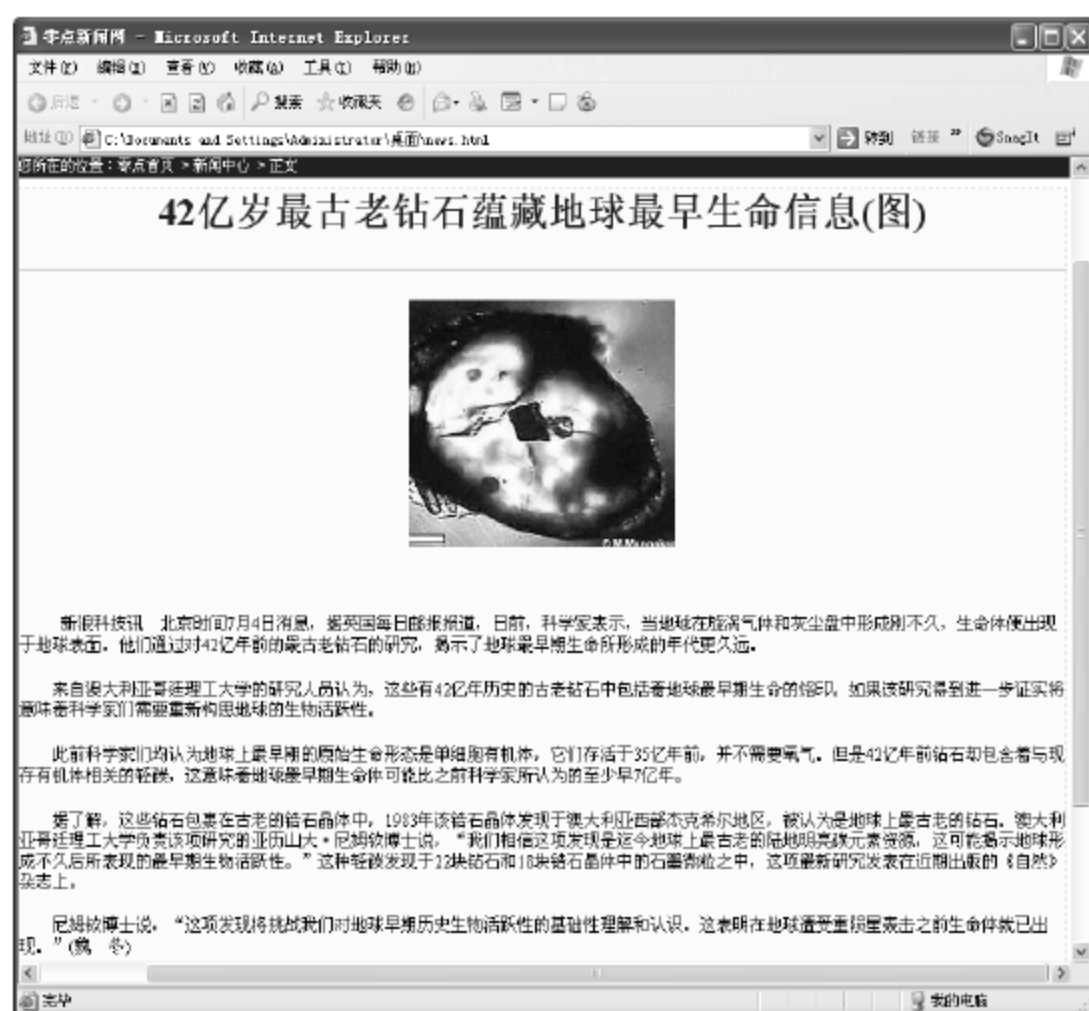 零点新闻网 - Microsoft Internet Explorer
文件(F) 编辑(E) 查看(V) 收藏(A) 工具(T) 帮助(H)
后退 搜索 收藏夹
地址(D) C:\Documents and Settings\Administrator\桌面\news.html 转到 链接 » SnagIt
您所在的位置：零点首页 >新闻中心 >正文
42亿岁最古老钻石蕴藏地球最早生命信息(图)
新浪科技讯 北京时间7月4日消息，据英国每日邮报报道，日前，科学家表示，当地球在旋涡气体和灰尘盘中形成刚不久，生命体便出现
于地球表面。他们通过对42亿年前的最古老钻石的研究，揭示了地球最早期生命所形成的年代更久远。
来自澳大利亚哥廷理工大学的研究人员认为，这些有42亿年历史的古老钻石中包括着地球最早期生命的烙印。如果该研究得到进一步证实将
意味着科学家们需要重新构思地球的生物活跃性。
此前科学家们均认为地球上最早期的原始生命形态是单细胞有机体，它们存活于35亿年前，并不需要氧气。但是42亿年前钻石却包含着与现
存有机体相关的轻碳，这意味着地球最早期生命体可能比之前科学家所认为的至少早7亿年。
据了解，这些钻石包裹在古老的锆石晶体中，1983年该锆石晶体发现于澳大利亚西部杰克希尔地区，被认为是地球上最古老的钻石。澳大利
亚哥廷理工大学负责该项研究的亚历山大·尼姆钦博士说，“我们相信这项发现是迄今地球上最古老的陆地明亮碳元素资源，这可能揭示地球形
成不久后所表现的最早期生物活跃性。”这种轻碳发现于22块钻石和18块锆石晶体中的石墨微粒之中，这项最新研究发表在近期出版的《自然》
杂志上。
尼姆钦博士说，“这项发现将挑战我们对地球早期历史生物活跃性的基础性理解和认识。这表明在地球遭受重陨星轰击之前生命体就已出
现。”(魏 冬)
完毕 我的电脑